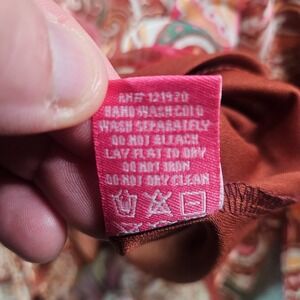 RN# 121920
HAND WASH COLD
WASH SEPARATELY
DO NOT BLEACH
LAY FLAT TO DRY
DO NOT IRON
DO NOT DRY CLEAN